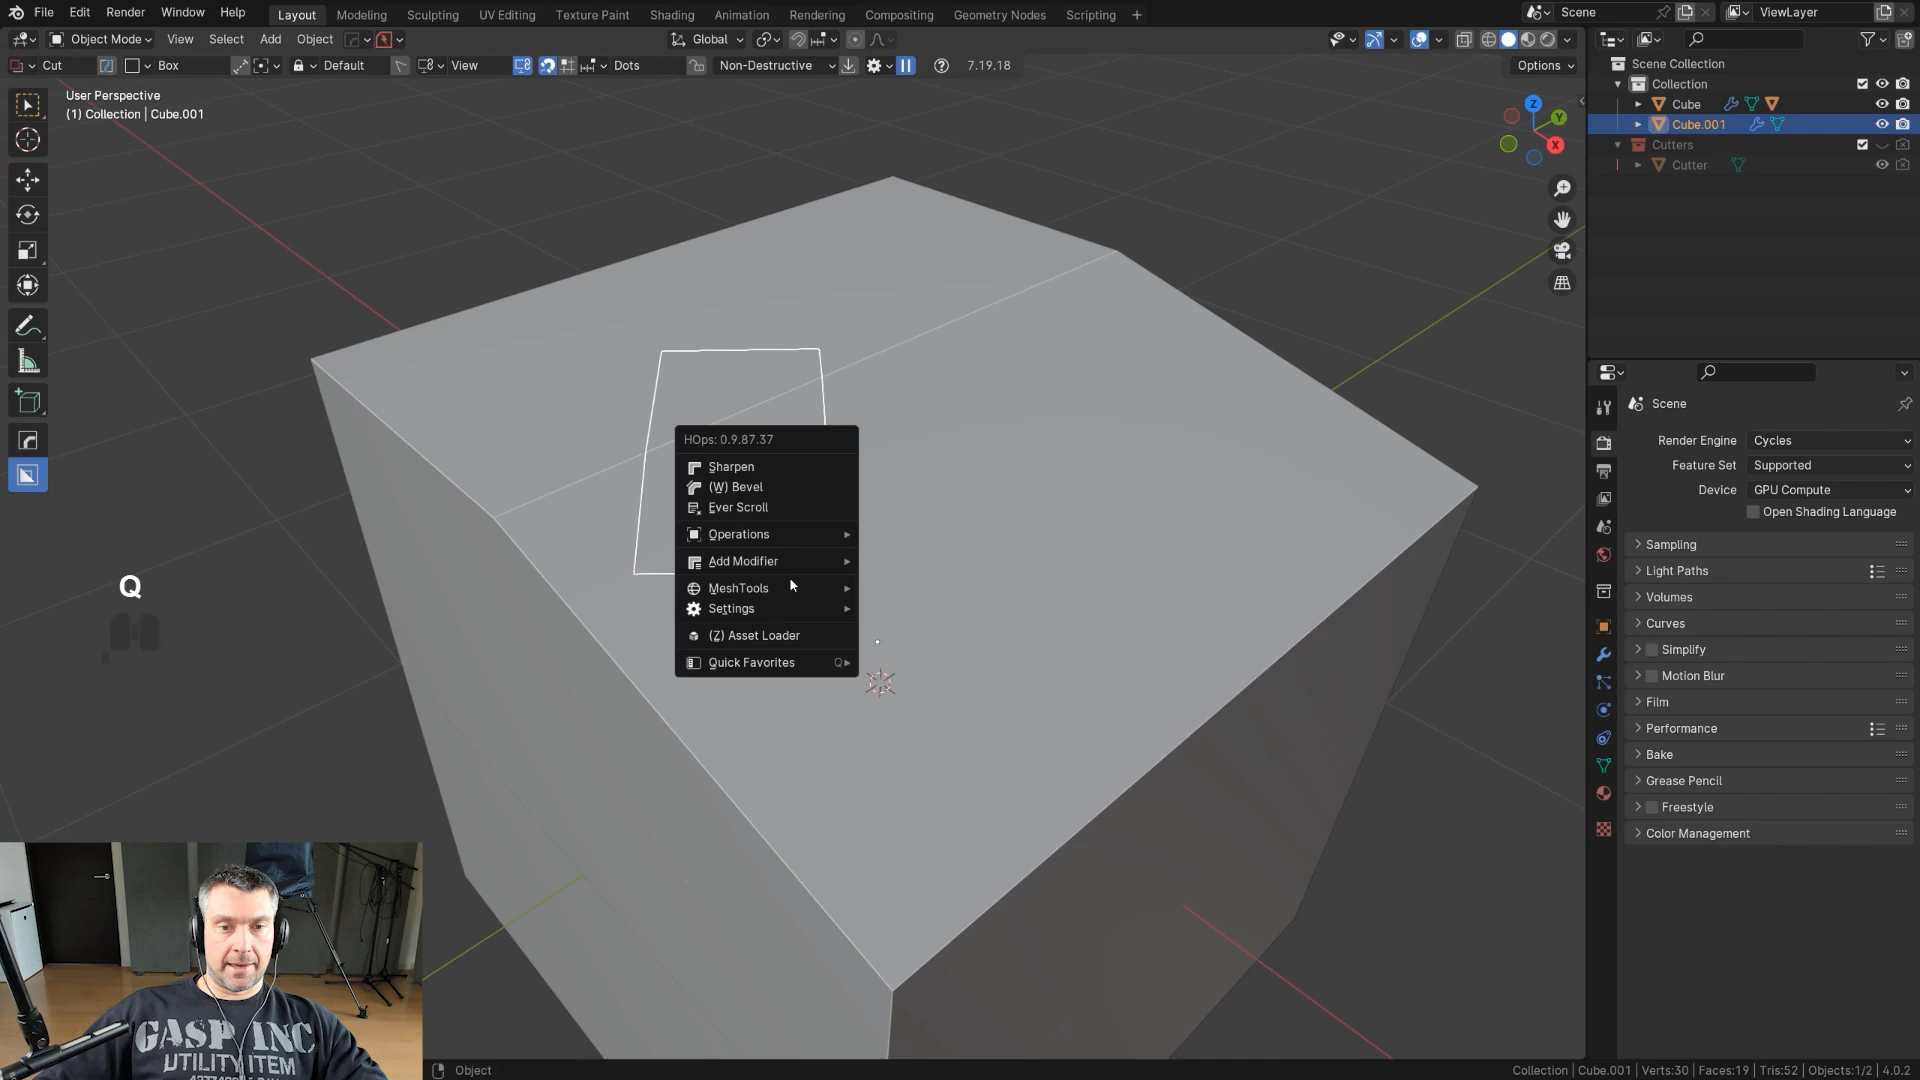 File Edit Render Window Help
Layout Modeling Sculpting UV Editing Texture Paint Shading Animation Rendering Compositing Geometry Nodes Scripting +
Scene
ViewLayer
Object Mode View Select Add Object
Global
Cut Box Default View Dots Non-Destructive 7.19.18 Options
User Perspective
(1) Collection | Cube.001
Z
Y
X
Scene Collection
Collection
Cube
Cube.001
Cutters
Cutter
HOps: 0.9.87.37
Sharpen
(W) Bevel
Ever Scroll
Operations
Add Modifier
MeshTools
Settings
(Z) Asset Loader
Quick Favorites Q
Q
Scene
Render Engine Cycles
Feature Set Supported
Device GPU Compute
Open Shading Language
Sampling
Light Paths
Volumes
Curves
Simplify
Motion Blur
Film
Performance
Bake
Grease Pencil
Freestyle
Color Management
GASP INC
UTILITY ITEM
Object
Collection | Cube.001 | Verts:30 | Faces:19 | Tris:52 | Objects:1/2 | 4.0.2